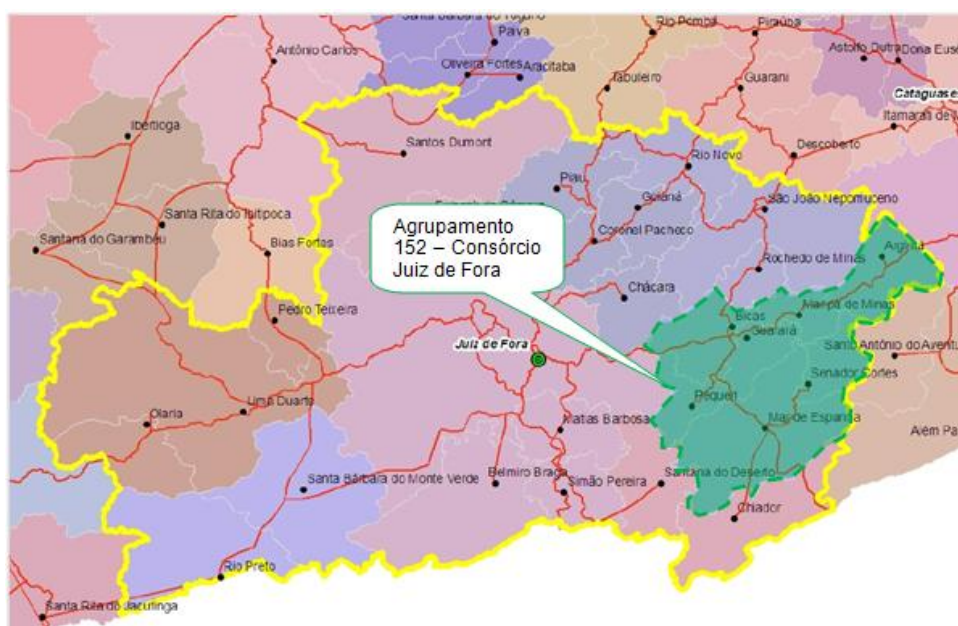 Santa Bárbara do Tugúrio
Rio Pomba
Piraúba
Paiva
Antônio Carlos
Astolfo Dutra
Dona Euse
Oliveira Fortes
Aracitaba
Tabuleiro
Guarani
Cataguase
Itamarati de M
Ibertioga
Descoberto
Santos Dumont
Rio Novo
Piau
Goianá
Santa Rita do Ibitipoca
São João Nepomuceno
Agrupamento
152 – Consórcio
Juiz de Fora
Coronel Pacheco
Santana do Garambéu
Bias Fortes
Argirita
Rochedo de Minas
Chácara
Maripá de Minas
Pedro Teixeira
Bicas
Guarará
Juiz de Fora
Santo Antônio do Aventu
Senador Cortes
Pequeri
Olaria
Lima Duarte
Matias Barbosa
Mar de Espanha
Além Pa
Santa Bárbara do Monte Verde
Belmiro Braga
Simão Pereira
Santana do Deserto
Chiador
Rio Preto
Santa Rita de Jacutinga